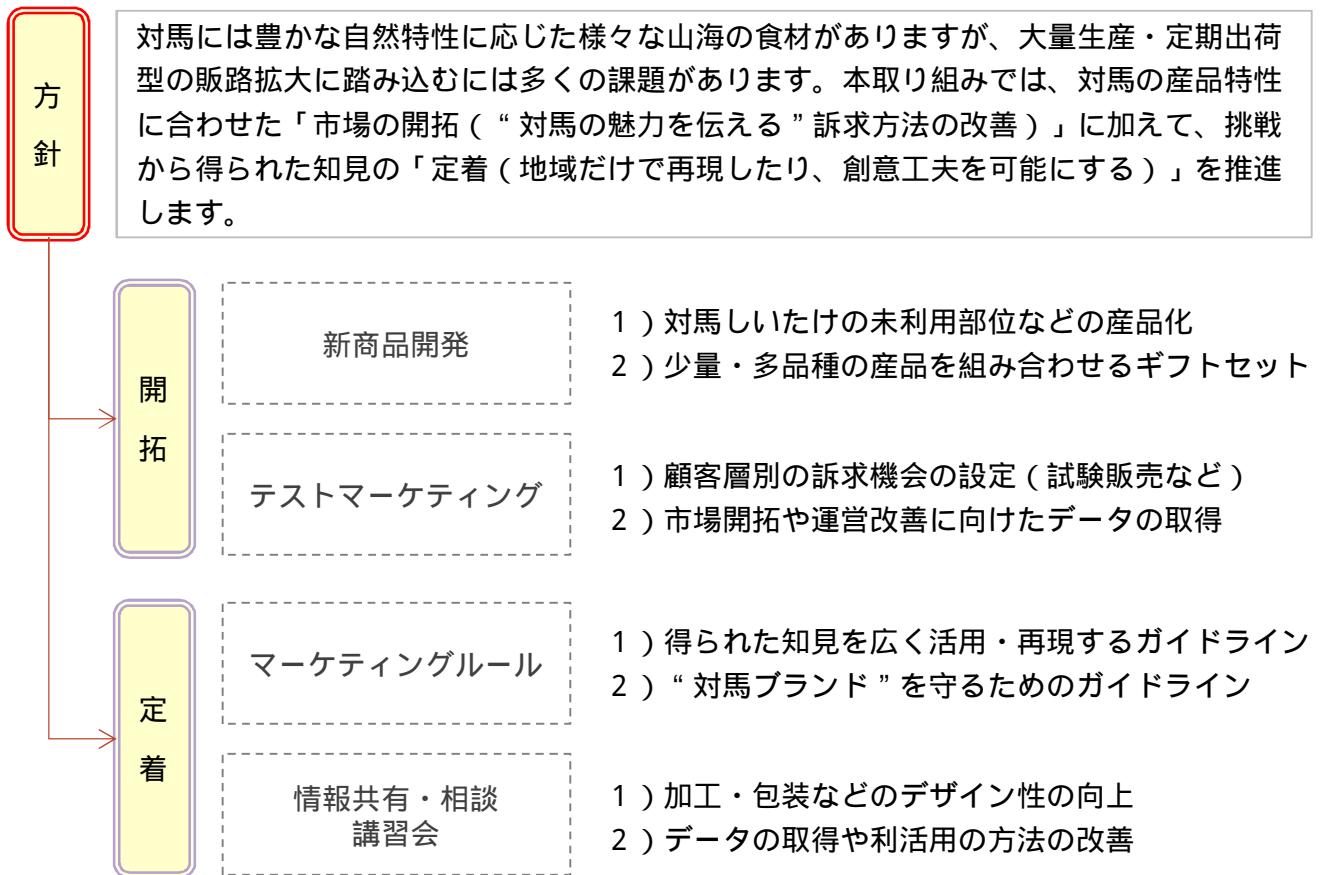 方
針
対馬には豊かな自然特性に応じた様々な山海の食材がありますが、大量生産・定期出荷
型の販路拡大に踏み込むには多くの課題があります。本取り組みでは、対馬の産品特性
に合わせた「市場の開拓(“対馬の魅力を伝える”訴求方法の改善)」に加えて、挑戦
から得られた知見の「定着(地域だけで再現したり、創意工夫を可能にする)」を推進
します。
開
拓
新商品開発
1)対馬しいたけの未利用部位などの産品化
2)少量・多品種の産品を組み合わせるギフトセット
テストマーケティング
1)顧客層別の訴求機会の設定(試験販売など)
2)市場開拓や運営改善に向けたデータの取得
定
着
マーケティングルール
1)得られた知見を広く活用・再現するガイドライン
2)“対馬ブランド”を守るためのガイドライン
情報共有・相談
講習会
1)加工・包装などのデザイン性の向上
2)データの取得や利活用の方法の改善